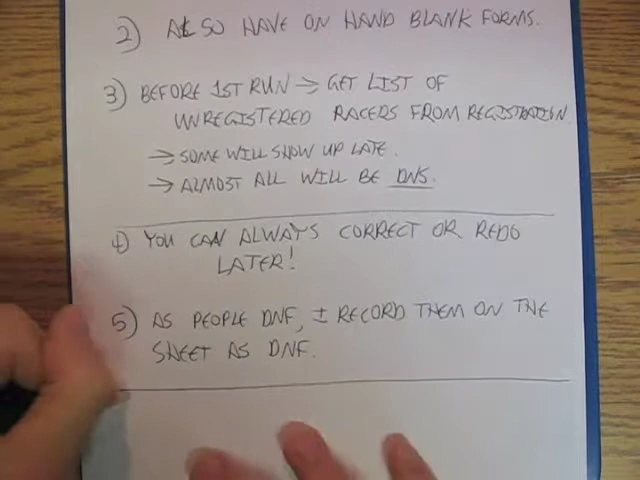 2) ALSO HAVE ON HAND BLANK FORMS.
3) BEFORE 1ST RUN → GET LIST OF
UNREGISTERED RACERS FROM REGISTRATION.
→ SOME WILL SHOW UP LATE.
→ ALMOST ALL WILL BE DNS.
4) YOU CAN ALWAYS CORRECT OR REDO
LATER!
5) AS PEOPLE DNF, I RECORD THEM ON THE
SHEET AS DNF.